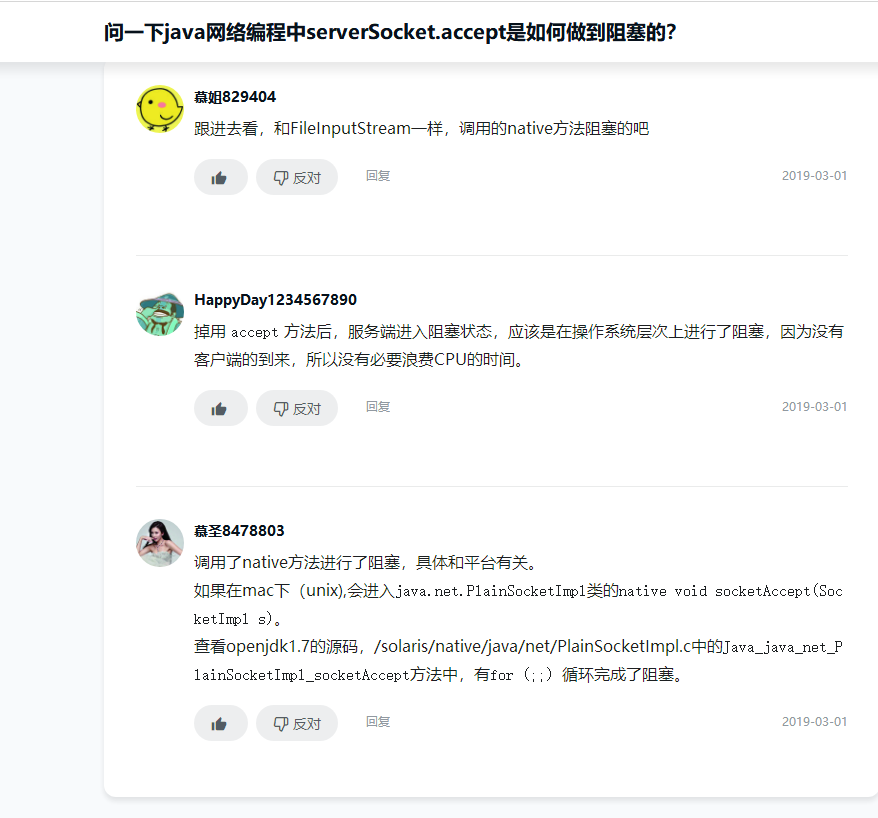 问一下java网络编程中serverSocket.accept是如何做到阻塞的？
慕姐829404
跟进去看，和FileInputStream一样，调用的native方法阻塞的吧
反对
回复
2019-03-01
HappyDay1234567890
掉用 accept 方法后，服务端进入阻塞状态，应该是在操作系统层次上进行了阻塞，因为没有
客户端的到来，所以没有必要浪费CPU的时间。
反对
回复
2019-03-01
慕圣8478803
调用了native方法进行了阻塞，具体和平台有关。
如果在mac下（unix),会进入java.net.PlainSocketImpl类的native void socketAccept(Soc
ketImpl s)。
查看openjdk1.7的源码，/solaris/native/java/net/PlainSocketImpl.c中的Java_java_net_P
lainSocketImpl_socketAccept方法中，有for（;;）循环完成了阻塞。
反对
回复
2019-03-01